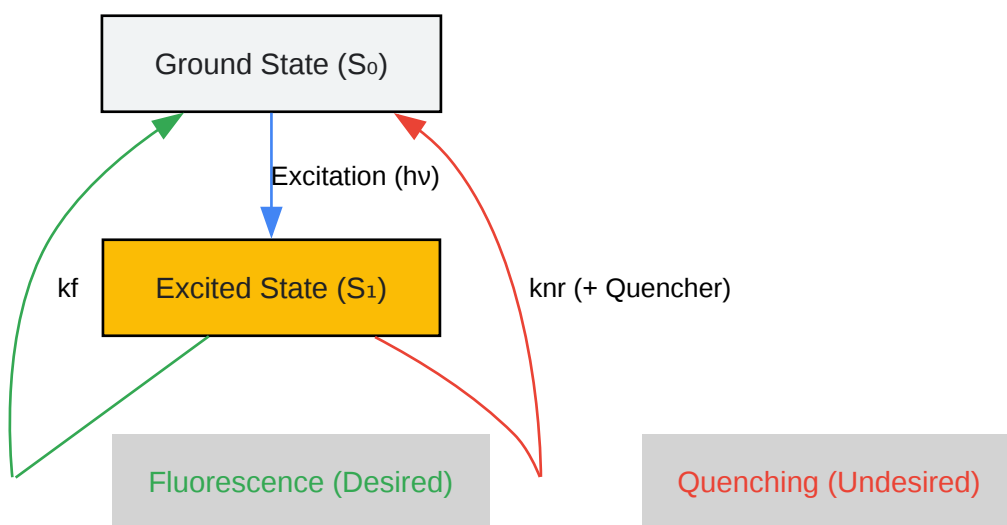 Ground State (S₀)
Excitation (hν)
kf
Excited State (S₁)
knr (+ Quencher)
Fluorescence (Desired)
Quenching (Undesired)